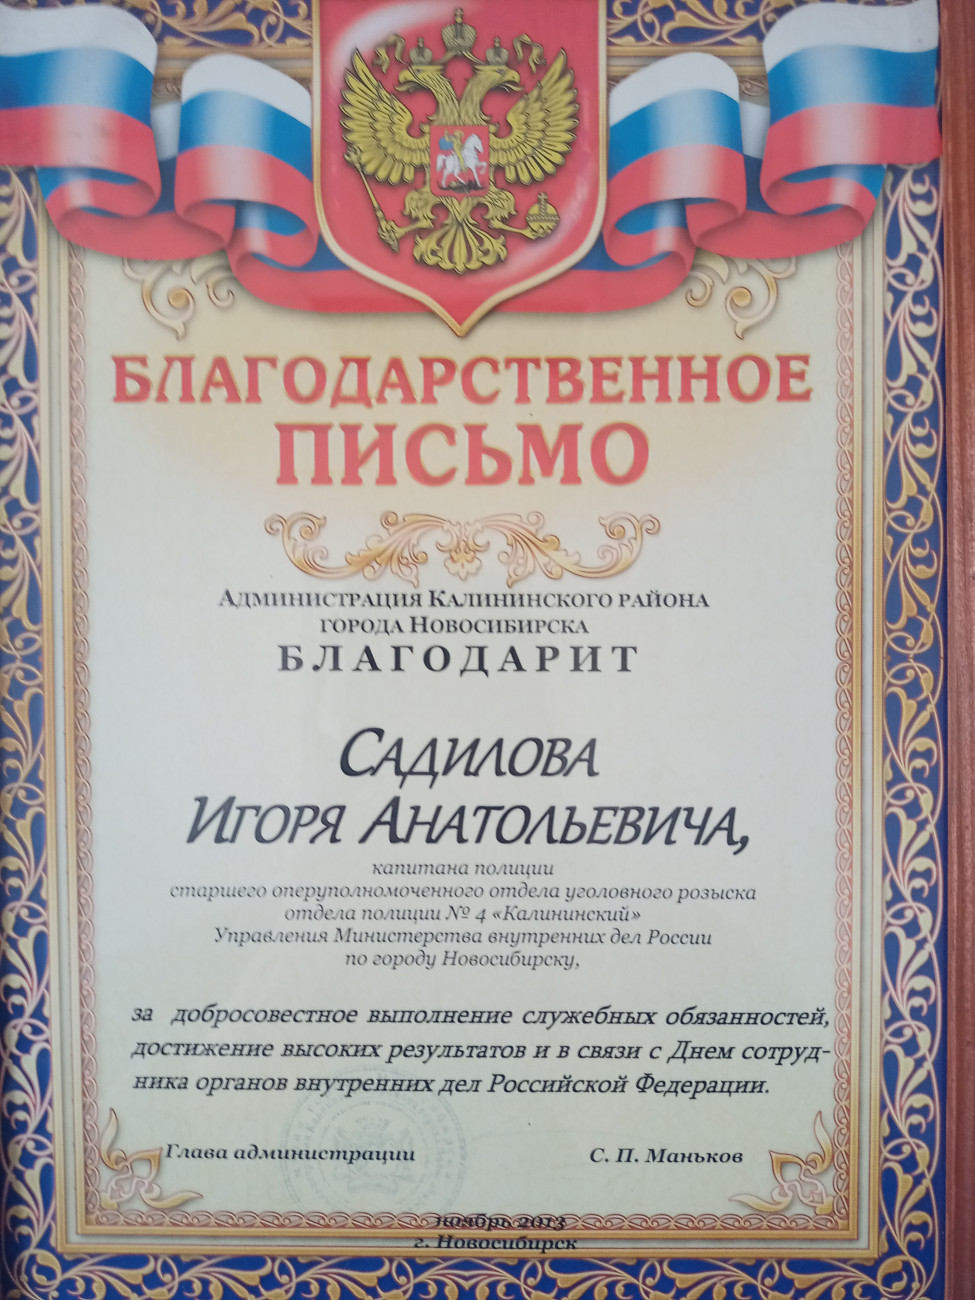 БЛАГОДАРСТВЕННОЕ
ПИСЬМО
АДМИНИСТРАЦИЯ КАЛИНИНСКОГО РАЙОНА
ГОРОДА НОВОСИБИРСКА
БЛАГОДАРИТ
САДИЛОВА
ИГОРЯ АНАТОЛЬЕВИЧА,
капитана полиции
старшего оперуполномоченного отдела уголовного розыска
отдела полиции № 4 «Калининский»
Управления Министерства внутренних дел России
по городу Новосибирску,
за добросовестное выполнение служебных обязанностей,
достижение высоких результатов и в связи с Днем сотруд-
ника органов внутренних дел Российской Федерации.
Глава администрации С. П. Маньков
ноябрь 2013
г. Новосибирск